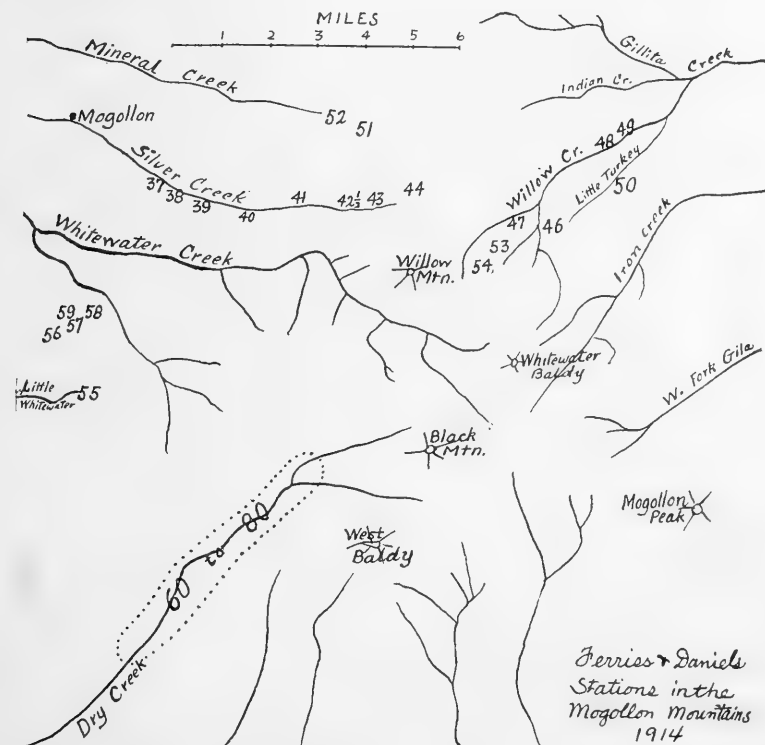 MILES
1 2 3 4 5 6
Mineral Creek
52
51
Mogollon
Silver Creek
37
38
39
40
41
42½
43
44
Gillita Creek
Indian Cr.
Willow Cr.
48
49
Little Turkey
50
47
46
53
54
Iron Creek
Whitewater Creek
Willow
Mtn.
59
58
56
57
Little
Whitewater
55
Whitewater
Baldy
W. Fork Gila
Black
Mtn.
Mogollon
Peak
West
Baldy
60 to 80
Dry Creek
Ferriss & Daniels
Stations in the
Mogollon Mountains
1914